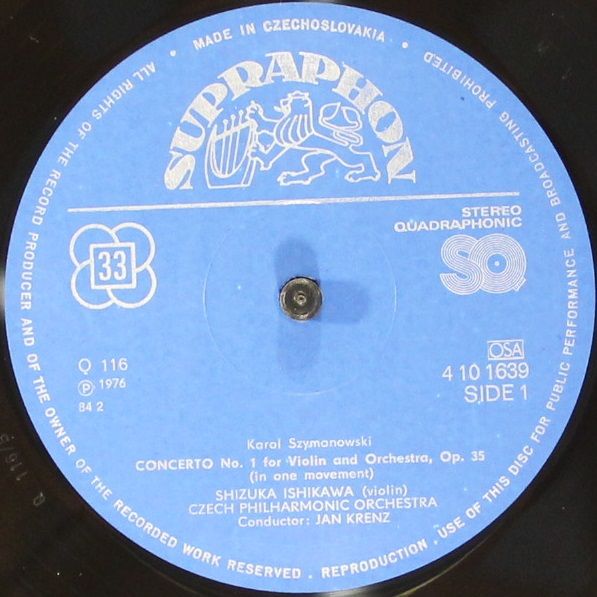 MADE IN CZECHOSLOVAKIA
ALL RIGHTS OF THE RECORD PRODUCER AND OF THE OWNER OF THE RECORDED WORK RESERVED . REPRODUCTION . USE OF THIS DISC FOR PUBLIC PERFORMANCE AND BROADCASTING PROHIBITED
SUPRAPHON
STEREO
QUADRAPHONIC
SQ
33
Q 116
Ⓟ 1976
84 2
OSA
4 10 1639
SIDE 1
Karol Szymanowski
CONCERTO No. 1 for Violin and Orchestra, Op. 35
(in one movement)
SHIZUKA ISHIKAWA (violin)
CZECH PHILHARMONIC ORCHESTRA
Conductor: JAN KRENZ